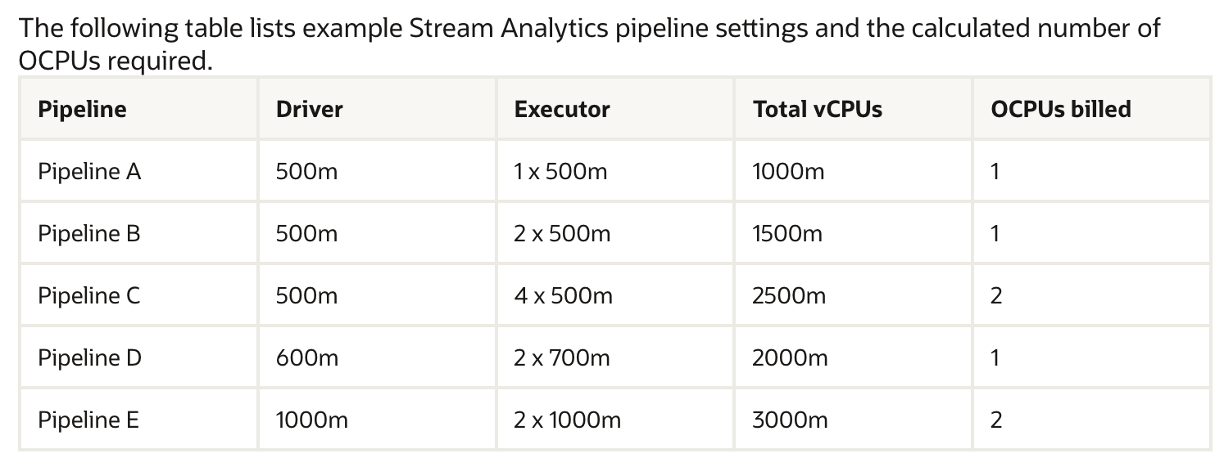 The following table lists example Stream Analytics pipeline settings and the calculated number of
OCPUs required.
Pipeline Driver Executor Total vCPUs OCPUs billed
Pipeline A 500m 1 x 500m 1000m 1
Pipeline B 500m 2 x 500m 1500m 1
Pipeline C 500m 4 x 500m 2500m 2
Pipeline D 600m 2 x 700m 2000m 1
Pipeline E 1000m 2 x 1000m 3000m 2